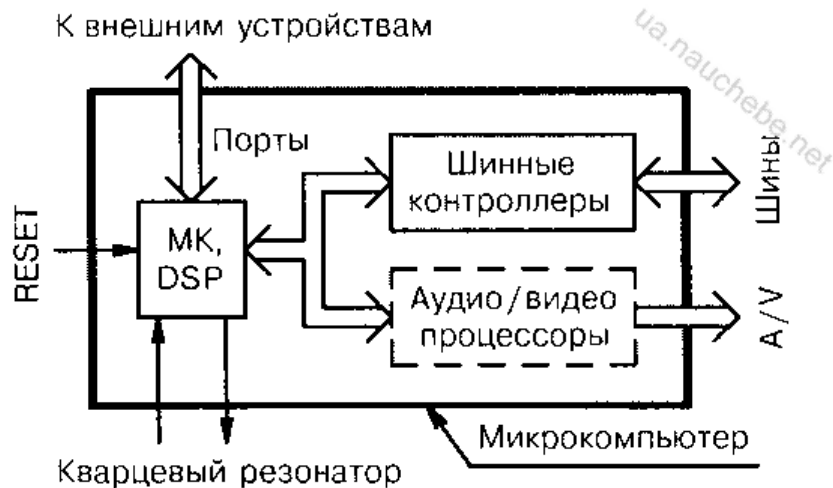 К внешним устройствам
ua.nauchebe.net
Порты
Шинные
контроллеры
Шины
RESET
МК,
DSP
Аудио/видео
процессоры
A/V
Микрокомпьютер
Кварцевый резонатор